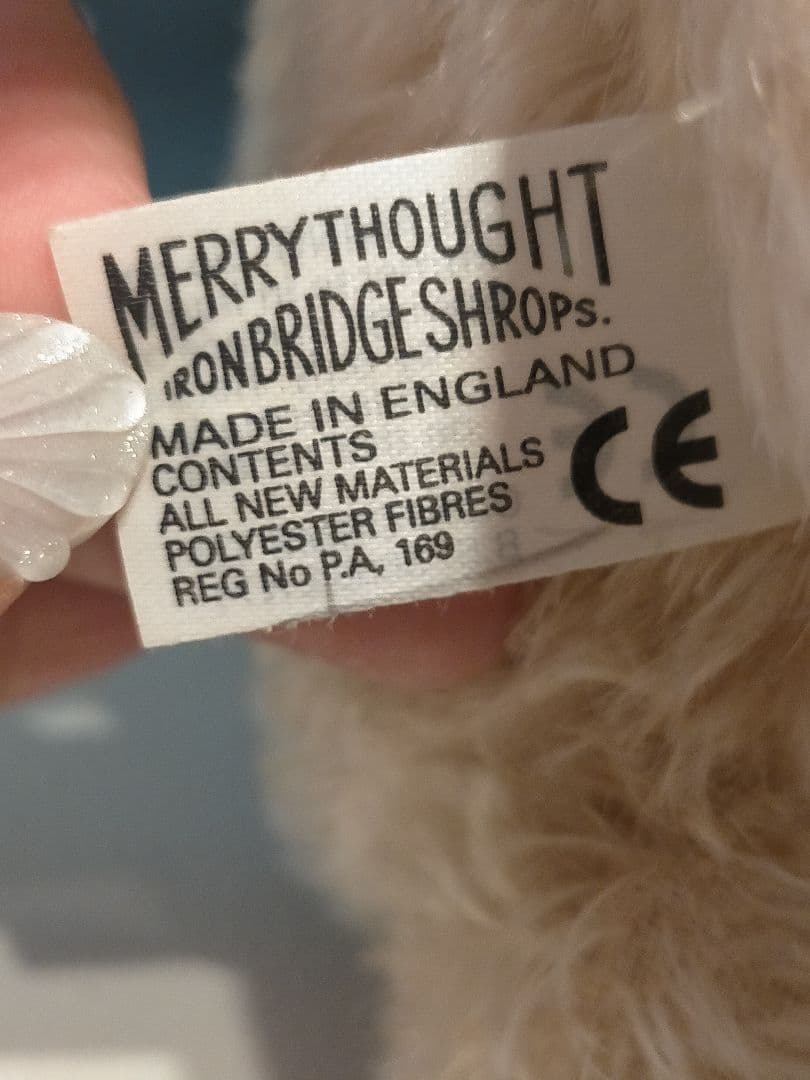 MERRYTHOUGHT
IRONBRIDGE SHROPS.
MADE IN ENGLAND
CONTENTS
ALL NEW MATERIALS
POLYESTER FIBRES
REG No P.A, 169
CE